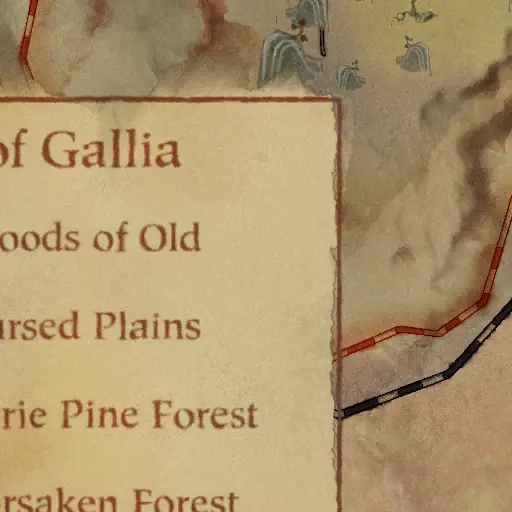 of Gallia
oods of Old
ursed Plains
rie Pine Forest
rsaken Forest